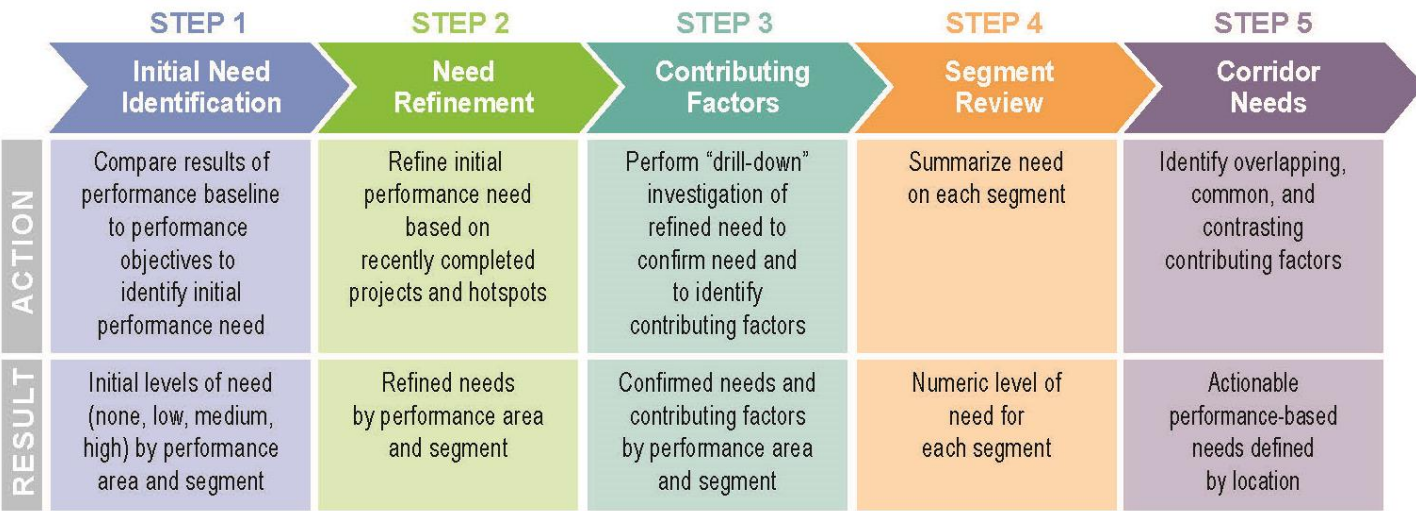 STEP 1
STEP 2
STEP 3
STEP 4
STEP 5
Initial Need
Identification
Need
Refinement
Contributing
Factors
Segment
Review
Corridor
Needs
ACTION
Compare results of
performance baseline
to performance
objectives to
identify initial
performance need
Refine initial
performance need
based on
recently completed
projects and hotspots
Perform “drill-down”
investigation of
refined need to
confirm need and
to identify
contributing factors
Summarize need
on each segment
Identify overlapping,
common, and
contrasting
contributing factors
RESULT
Initial levels of need
(none, low, medium,
high) by performance
area and segment
Refined needs
by performance area
and segment
Confirmed needs and
contributing factors
by performance area
and segment
Numeric level of
need for
each segment
Actionable
performance-based
needs defined
by location